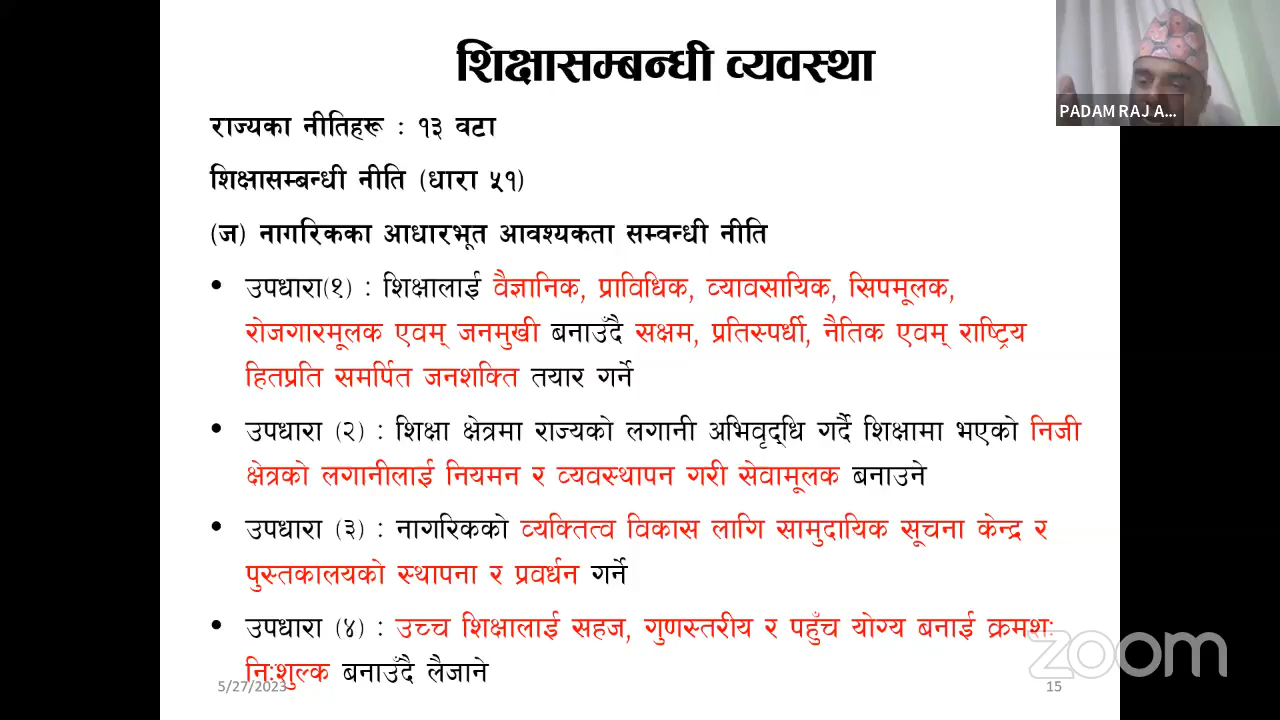 शिक्षासम्बन्धी व्यवस्था
PADAM RAJ A...
राज्यका नीतिहरू : १३ वटा
शिक्षासम्बन्धी नीति (धारा ५१)
(ज) नागरिकका आधारभूत आवश्यकता सम्वन्धी नीति
• उपधारा(१) : शिक्षालाई वैज्ञानिक, प्राविधिक, व्यावसायिक, सिपमूलक,
रोजगारमूलक एवम् जनमुखी बनाउँदै सक्षम, प्रतिस्पर्धी, नैतिक एवम् राष्ट्रिय
हितप्रति समर्पित जनशक्ति तयार गर्ने
• उपधारा (२) : शिक्षा क्षेत्रमा राज्यको लगानी अभिवृद्धि गर्दै शिक्षामा भएको निजी
क्षेत्रको लगानीलाई नियमन र व्यवस्थापन गरी सेवामूलक बनाउने
• उपधारा (३) : नागरिकको व्यक्तित्व विकास लागि सामुदायिक सूचना केन्द्र र
पुस्तकालयको स्थापना र प्रवर्धन गर्ने
• उपधारा (४) : उच्च शिक्षालाई सहज, गुणस्तरीय र पहुँच योग्य बनाई क्रमशः
निःशुल्क बनाउँदै लैजाने
zoom
5/27/2023
15